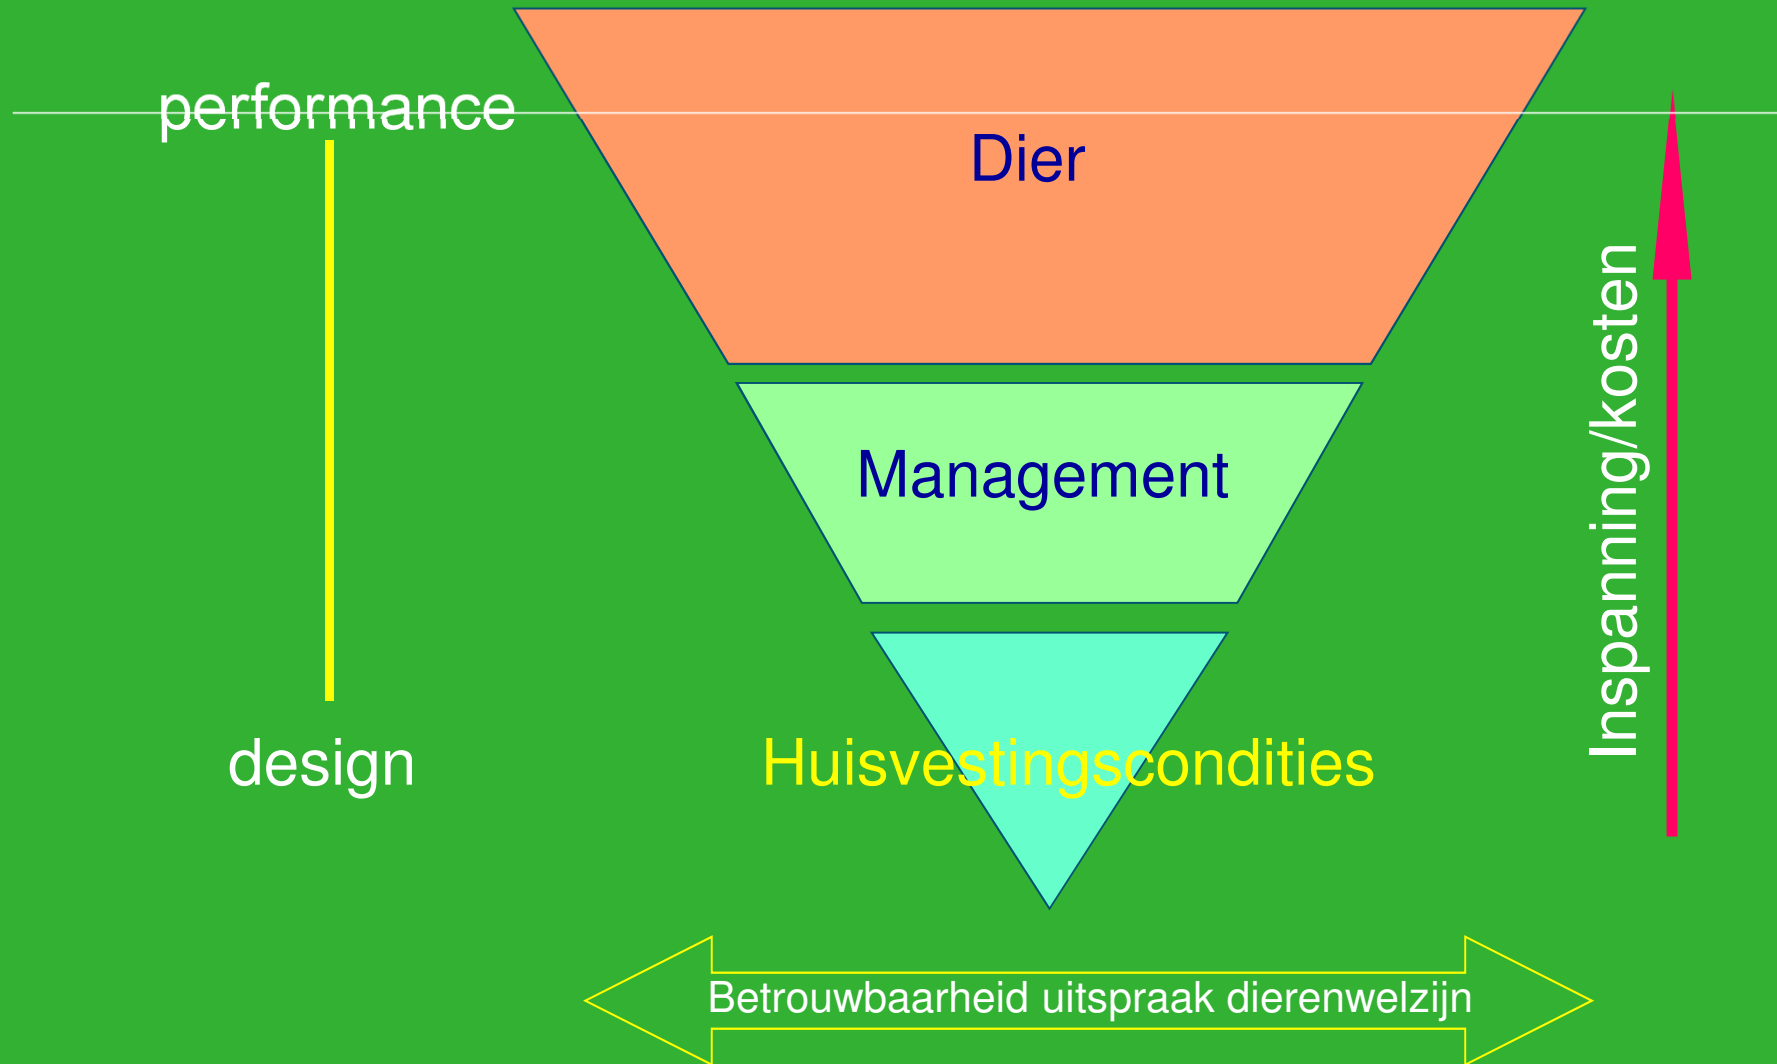 performance
Dier
Management
Inspanning/kosten
design
Huisvestingscondities
Betrouwbaarheid uitspraak dierenwelzijn